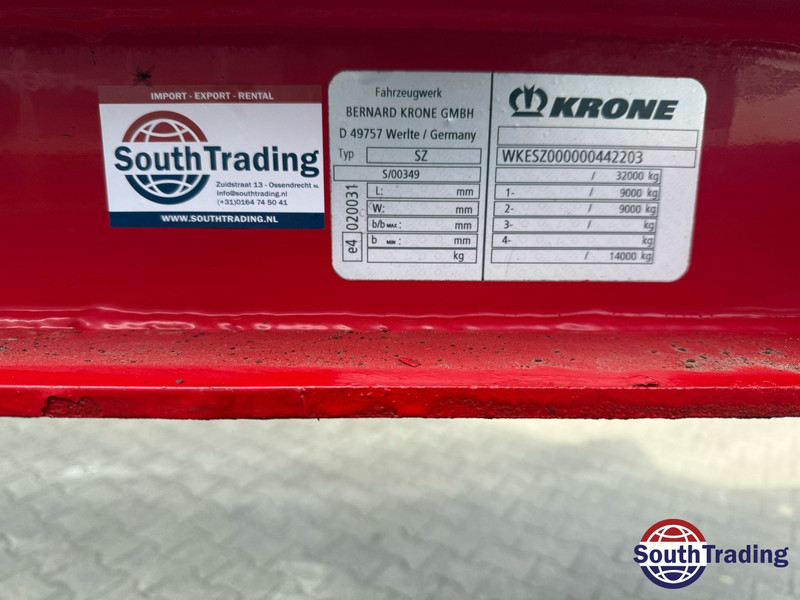 IMPORT - EXPORT - RENTAL
SouthTrading
Zuidstraat 13 - Ossendrecht NL
info@southtrading.nl
(+31)0164 74 50 41
WWW.SOUTHTRADING.NL
Fahrzeugwerk
BERNARD KRONE GMBH
D 49757 Werlte / Germany
Typ SZ
S/00349
e4 020031
L: mm
W: mm
b/b MAX: mm
b MIN: mm
kg
KRONE
WKESZ000000442203
/ 32000 kg
1- / 9000 kg
2- / 9000 kg
3- / kg
4- / kg
/ 14000 kg
SouthTrading